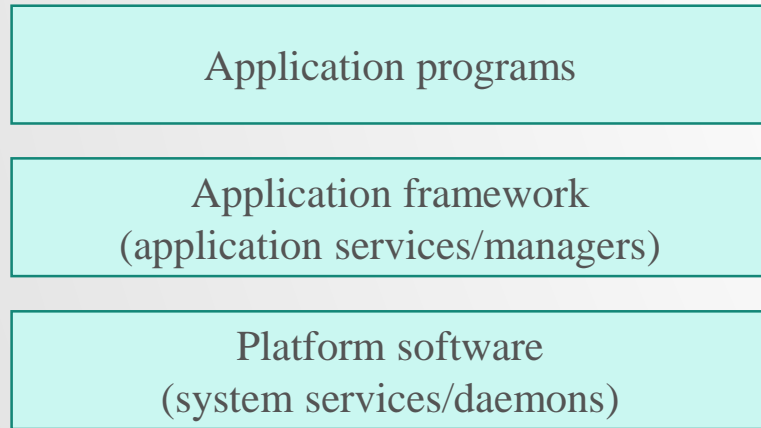 Application programs
Application framework
(application services/managers)
Platform software
(system services/daemons)